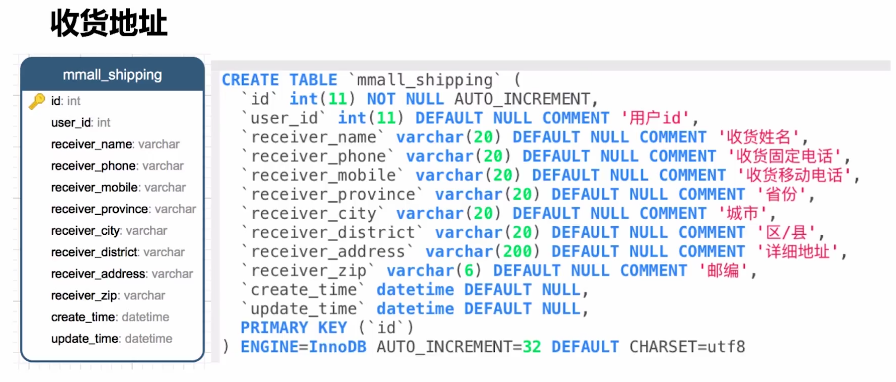 收货地址
mmall_shipping
id: int
user_id: int
receiver_name: varchar
receiver_phone: varchar
receiver_mobile: varchar
receiver_province: varchar
receiver_city: varchar
receiver_district: varchar
receiver_address: varchar
receiver_zip: varchar
create_time: datetime
update_time: datetime
CREATE TABLE `mmall_shipping` (
  `id` int(11) NOT NULL AUTO_INCREMENT,
  `user_id` int(11) DEFAULT NULL COMMENT '用户id',
  `receiver_name` varchar(20) DEFAULT NULL COMMENT '收货姓名',
  `receiver_phone` varchar(20) DEFAULT NULL COMMENT '收货固定电话',
  `receiver_mobile` varchar(20) DEFAULT NULL COMMENT '收货移动电话',
  `receiver_province` varchar(20) DEFAULT NULL COMMENT '省份',
  `receiver_city` varchar(20) DEFAULT NULL COMMENT '城市',
  `receiver_district` varchar(20) DEFAULT NULL COMMENT '区/县',
  `receiver_address` varchar(200) DEFAULT NULL COMMENT '详细地址',
  `receiver_zip` varchar(6) DEFAULT NULL COMMENT '邮编',
  `create_time` datetime DEFAULT NULL,
  `update_time` datetime DEFAULT NULL,
  PRIMARY KEY (`id`)
) ENGINE=InnoDB AUTO_INCREMENT=32 DEFAULT CHARSET=utf8